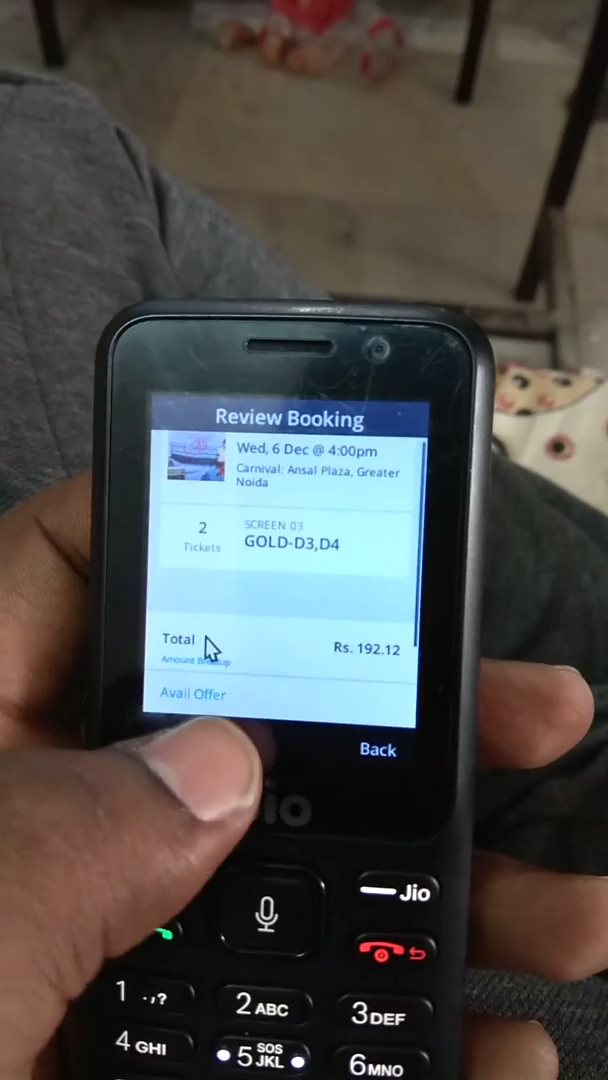 Review Booking
Wed, 6 Dec @ 4:00pm
Carnival: Ansal Plaza, Greater
Noida
2
Tickets
SCREEN 03
GOLD-D3,D4
Total
Rs. 192.12
Amount
Avail Offer
Back
Jio
1 .,?
2 ABC
3 DEF
4 GHI
5 JKL SOS
6 MNO